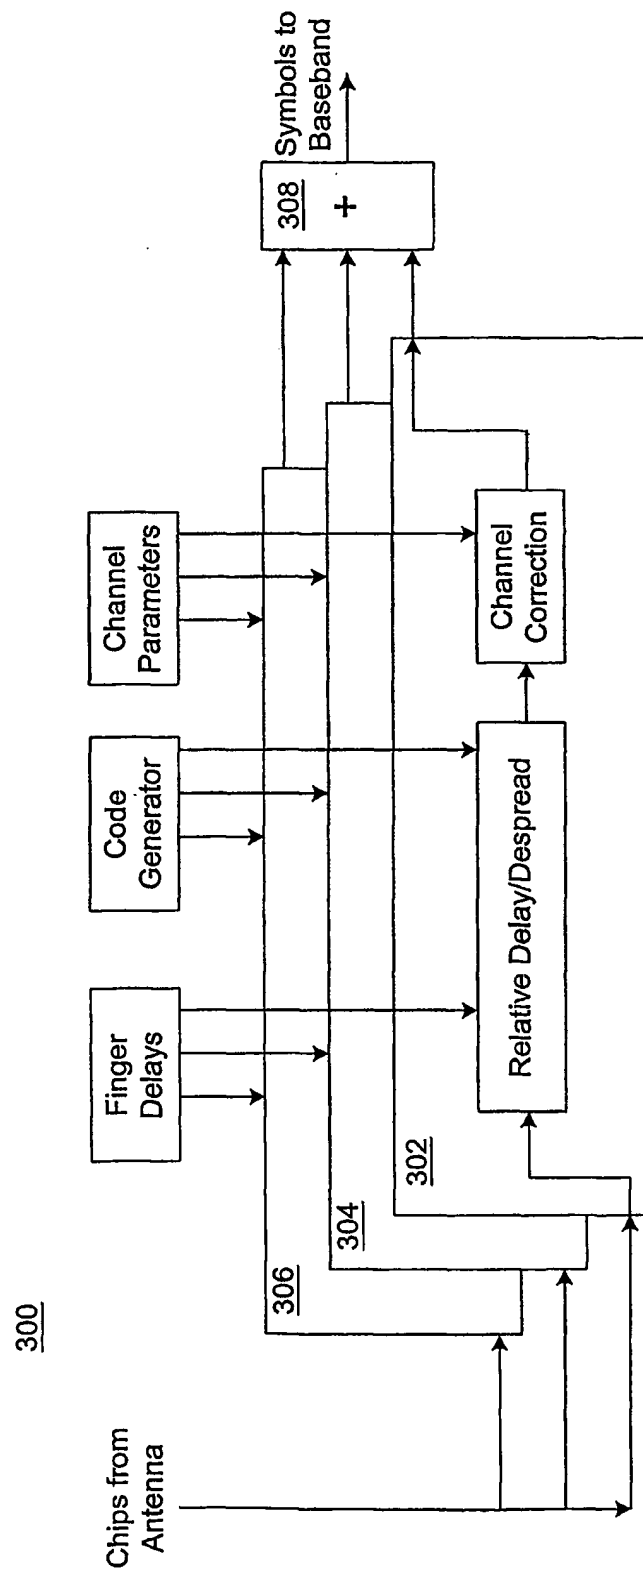 300
Chips from
Antenna
Finger
Delays
Code
Generator
Channel
Parameters
306
304
302
Relative Delay/Despread
Channel
Correction
308
+
Symbols to
Baseband